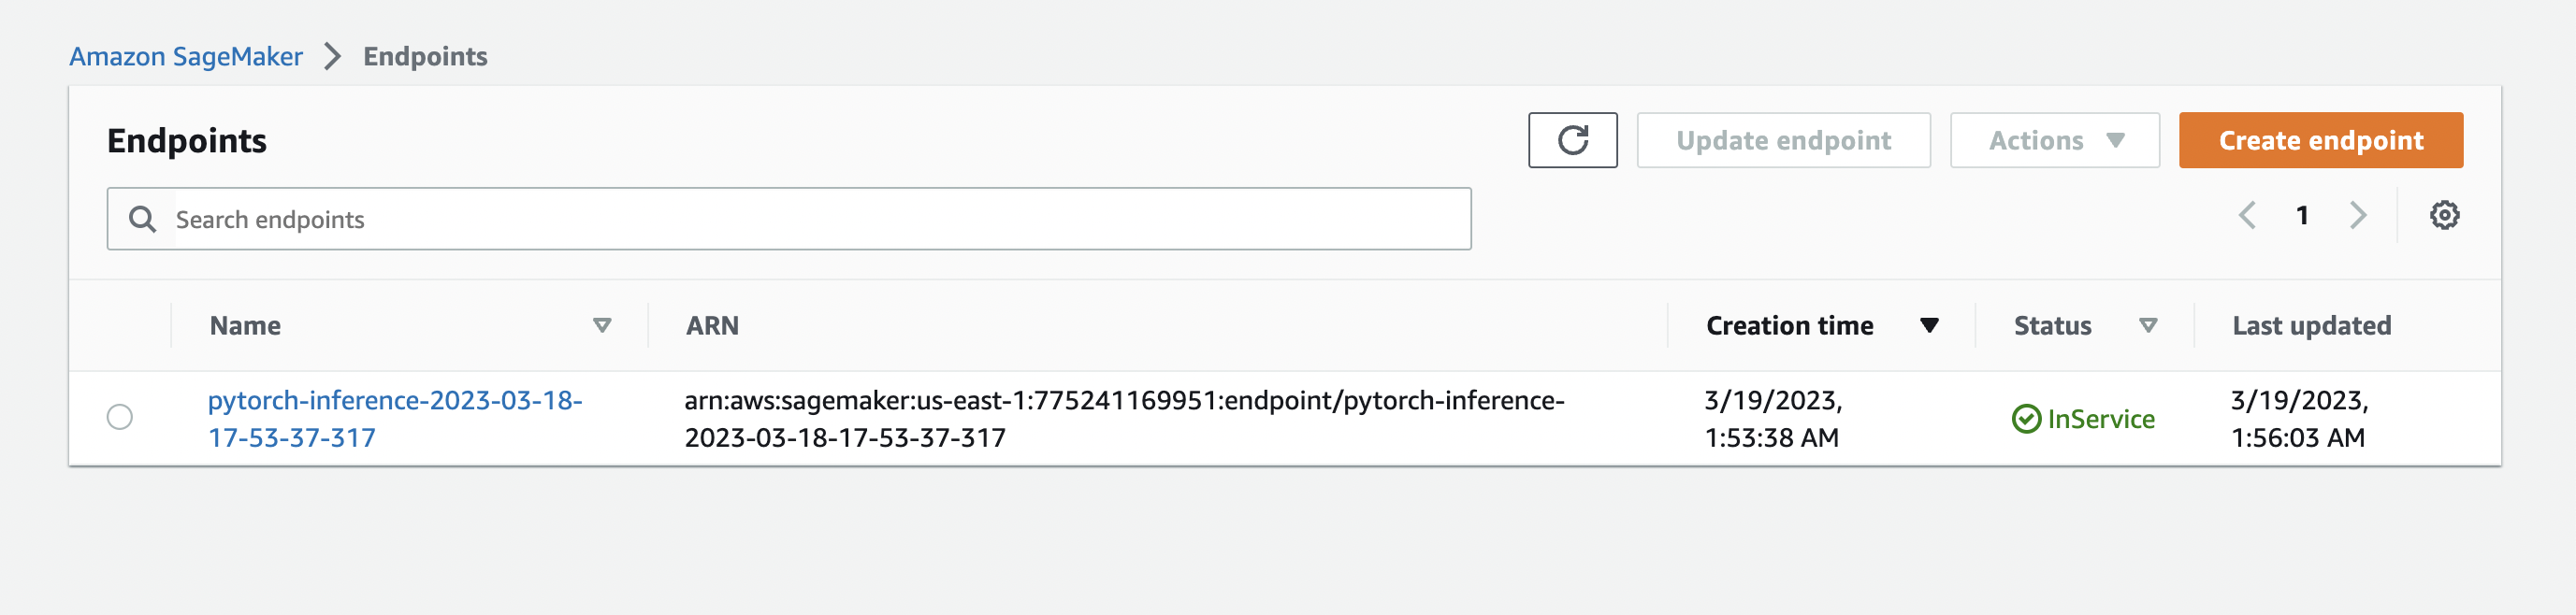 Amazon SageMaker > Endpoints
Endpoints
Update endpoint
Actions
Create endpoint
Search endpoints
1
Name
ARN
Creation time
Status
Last updated
pytorch-inference-2023-03-18-
17-53-37-317
arn:aws:sagemaker:us-east-1:775241169951:endpoint/pytorch-inference-
2023-03-18-17-53-37-317
3/19/2023,
1:53:38 AM
InService
3/19/2023,
1:56:03 AM